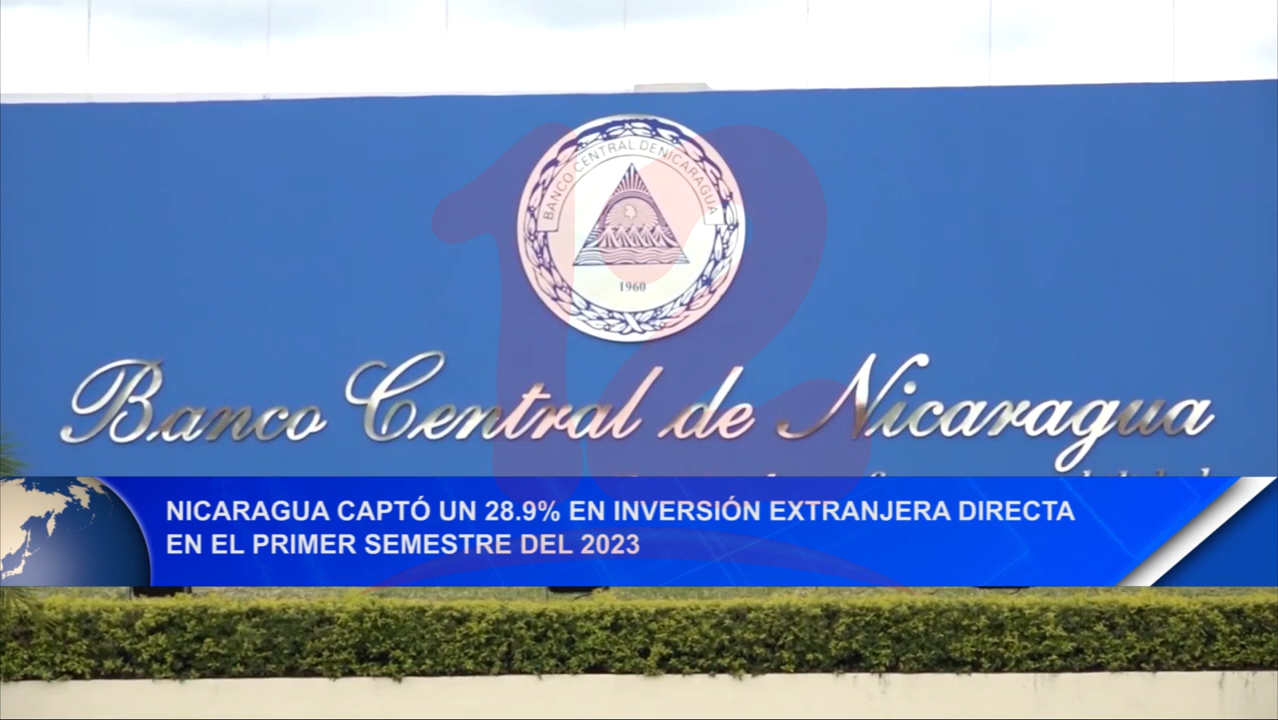 BANCO CENTRAL DE NICARAGUA
1960
12
Banco Central de Nicaragua
NICARAGUA CAPTÓ UN 28.9% EN INVERSIÓN EXTRANJERA DIRECTA
EN EL PRIMER SEMESTRE DEL 2023